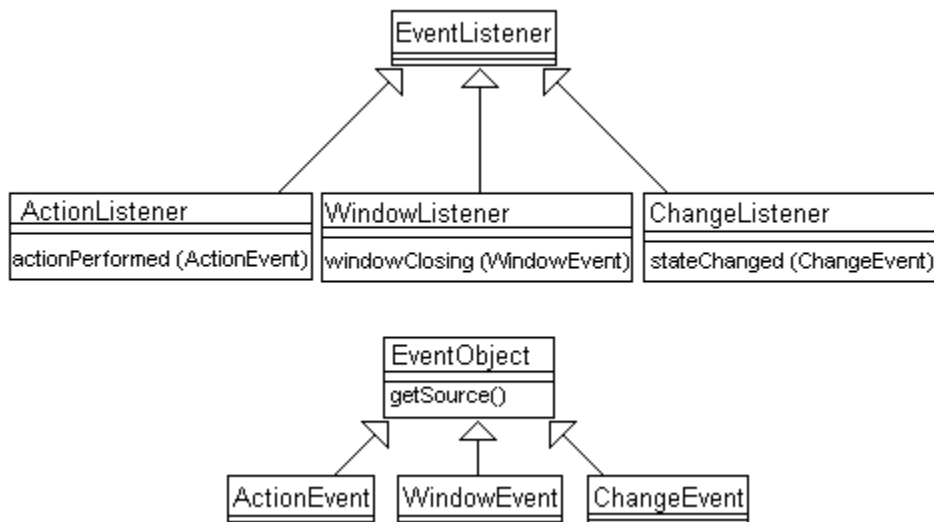 EventListener
ActionListener
WindowListener
ChangeListener
actionPerformed (ActionEvent)
windowClosing (WindowEvent)
stateChanged (ChangeEvent)
EventObject
getSource()
ActionEvent
WindowEvent
ChangeEvent